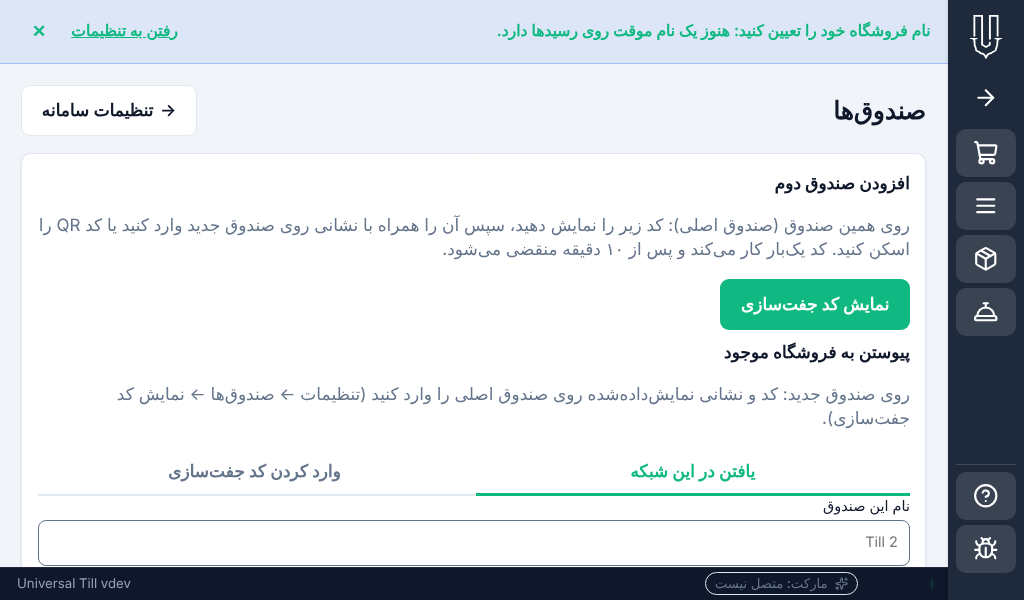 نام فروشگاه خود را تعیین کنید: هنوز یک نام موقت روی رسیدها دارد.
رفتن به تنظیمات
✕
صندوق‌ها
→ تنظیمات سامانه
افزودن صندوق دوم
روی همین صندوق (صندوق اصلی): کد زیر را نمایش دهید، سپس آن را همراه با نشانی روی صندوق جدید وارد کنید یا کد QR را
اسکن کنید. کد یک‌بار کار می‌کند و پس از ۱۰ دقیقه منقضی می‌شود.
نمایش کد جفت‌سازی
پیوستن به فروشگاه موجود
روی صندوق جدید: کد و نشانی نمایش‌داده‌شده روی صندوق اصلی را وارد کنید (تنظیمات ← صندوق‌ها ← نمایش کد
جفت‌سازی).
یافتن در این شبکه
وارد کردن کد جفت‌سازی
نام این صندوق
Till 2
مارکت: متصل نیست
Universal Till vdev